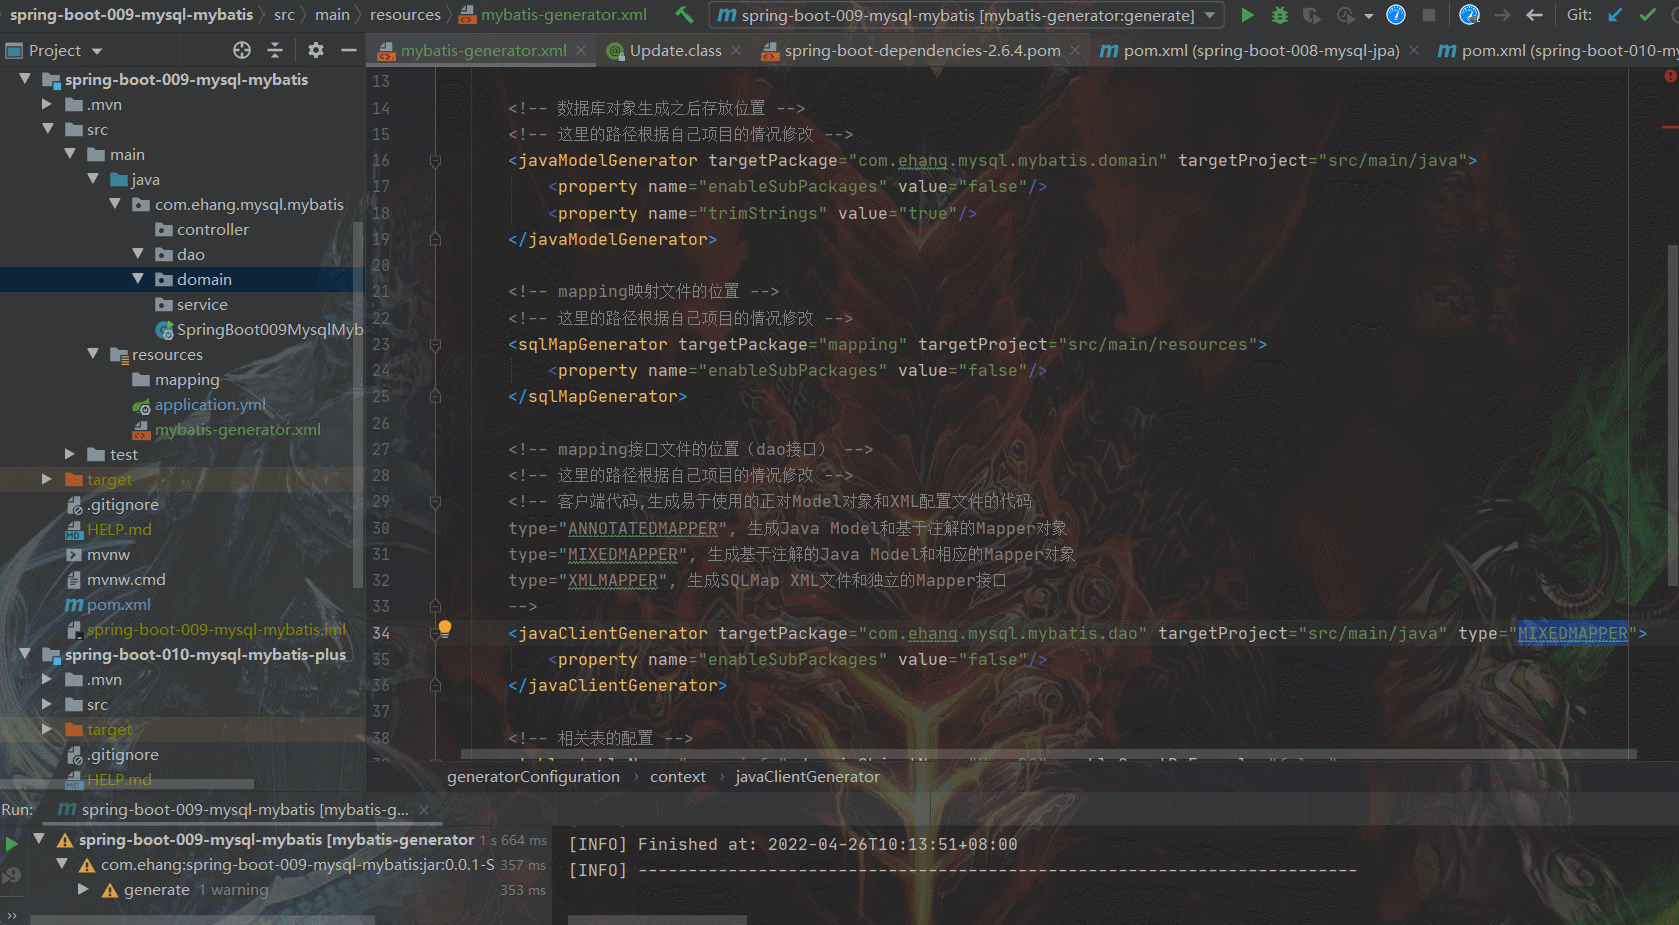 spring-boot-009-mysql-mybatis src main resources mybatis-generator.xml spring-boot-009-mysql-mybatis [mybatis-generator:generate] Git:
Project mybatis-generator.xml Update.class spring-boot-dependencies-2.6.4.pom pom.xml (spring-boot-008-mysql-jpa) pom.xml (spring-boot-010-my
spring-boot-009-mysql-mybatis
.mvn
src
main
java
com.ehang.mysql.mybatis
controller
dao
domain
service
SpringBoot009MysqlMyb
resources
mapping
application.yml
mybatis-generator.xml
test
target
.gitignore
HELP.md
mvnw
mvnw.cmd
pom.xml
spring-boot-009-mysql-mybatis.iml
spring-boot-010-mysql-mybatis-plus
.mvn
src
target
.gitignore
HELP.md
13
14 <!-- 数据库对象生成之后存放位置 -->
15 <!-- 这里的路径根据自己项目的情况修改 -->
16 <javaModelGenerator targetPackage="com.ehang.mysql.mybatis.domain" targetProject="src/main/java">
17 <property name="enableSubPackages" value="false"/>
18 <property name="trimStrings" value="true"/>
19 </javaModelGenerator>
20
21 <!-- mapping映射文件的位置 -->
22 <!-- 这里的路径根据自己项目的情况修改 -->
23 <sqlMapGenerator targetPackage="mapping" targetProject="src/main/resources">
24 <property name="enableSubPackages" value="false"/>
25 </sqlMapGenerator>
26
27 <!-- mapping接口文件的位置（dao接口） -->
28 <!-- 这里的路径根据自己项目的情况修改 -->
29 <!-- 客户端代码,生成易于使用的正对Model对象和XML配置文件的代码
30 type="ANNOTATEDMAPPER", 生成Java Model和基于注解的Mapper对象
31 type="MIXEDMAPPER", 生成基于注解的Java Model和相应的Mapper对象
32 type="XMLMAPPER", 生成SQLMap XML文件和独立的Mapper接口
33 -->
34 <javaClientGenerator targetPackage="com.ehang.mysql.mybatis.dao" targetProject="src/main/java" type="MIXEDMAPPER">
35 <property name="enableSubPackages" value="false"/>
36 </javaClientGenerator>
37
38 <!-- 相关表的配置 -->
generatorConfiguration context javaClientGenerator
Run: spring-boot-009-mysql-mybatis [mybatis-g...
spring-boot-009-mysql-mybatis [mybatis-generator 1 s 664 ms
com.ehang:spring-boot-009-mysql-mybatis:jar:0.0.1-S 357 ms
generate 1 warning 353 ms
[INFO] Finished at: 2022-04-26T10:13:51+08:00
[INFO] ------------------------------------------------------------------------